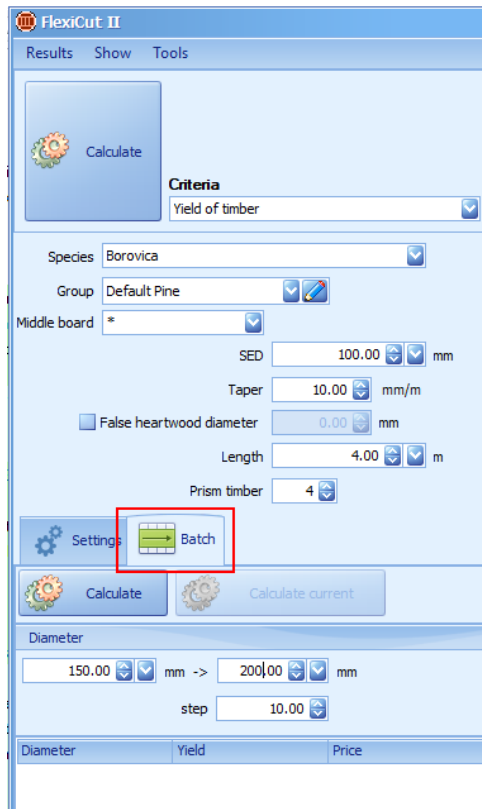 FlexiCut II
Results Show Tools
Calculate
Criteria
Yield of timber
Species Borovica
Group Default Pine
Middle board *
SED 100.00 mm
Taper 10.00 mm/m
False heartwood diameter 0.00 mm
Length 4.00 m
Prism timber 4
Settings Batch
Calculate Calculate current
Diameter
150.00 mm -> 200.00 mm
step 10.00
Diameter Yield Price